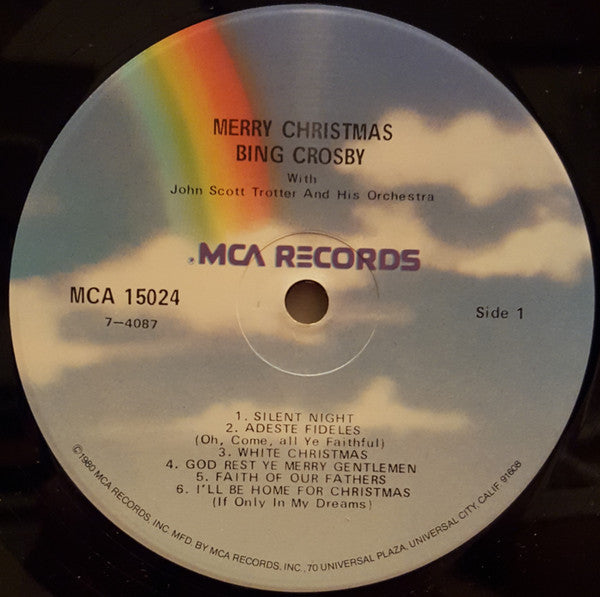 MERRY CHRISTMAS
BING CROSBY
With
John Scott Trotter And His Orchestra
MCA RECORDS
MCA 15024
7—4087
Side 1
1. SILENT NIGHT
2. ADESTE FIDELES
(Oh, Come, all Ye Faithful)
3. WHITE CHRISTMAS
4. GOD REST YE MERRY GENTLEMEN
5. FAITH OF OUR FATHERS
6. I'LL BE HOME FOR CHRISTMAS
(If Only In My Dreams)
©1980 MCA RECORDS, INC. MFD. BY MCA RECORDS, INC., 70 UNIVERSAL PLAZA, UNIVERSAL CITY, CALIF. 91608